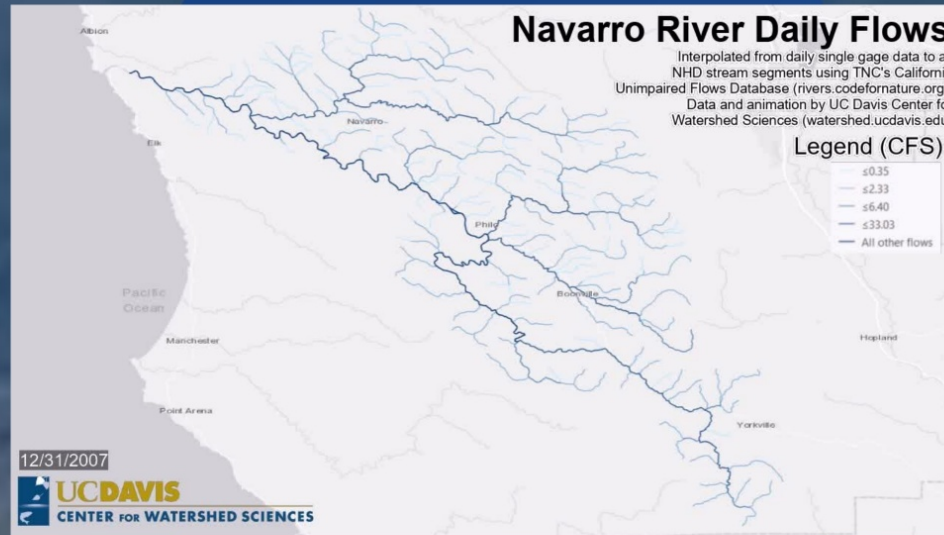 Navarro River Daily Flows
Interpolated from daily single gage data to a
NHD stream segments using TNC's Californi
Unimpaired Flows Database (rivers.codefornature.org
Data and animation by UC Davis Center fo
Watershed Sciences (watershed.ucdavis.edu
Legend (CFS)
≤0.35
≤2.33
≤6.40
≤33.03
All other flows
Albion
Navarro
Elk
Philo
Boonville
Pacific
Ocean
Manchester
Hopland
Point Arena
Yorkville
12/31/2007
UCDAVIS
CENTER FOR WATERSHED SCIENCES